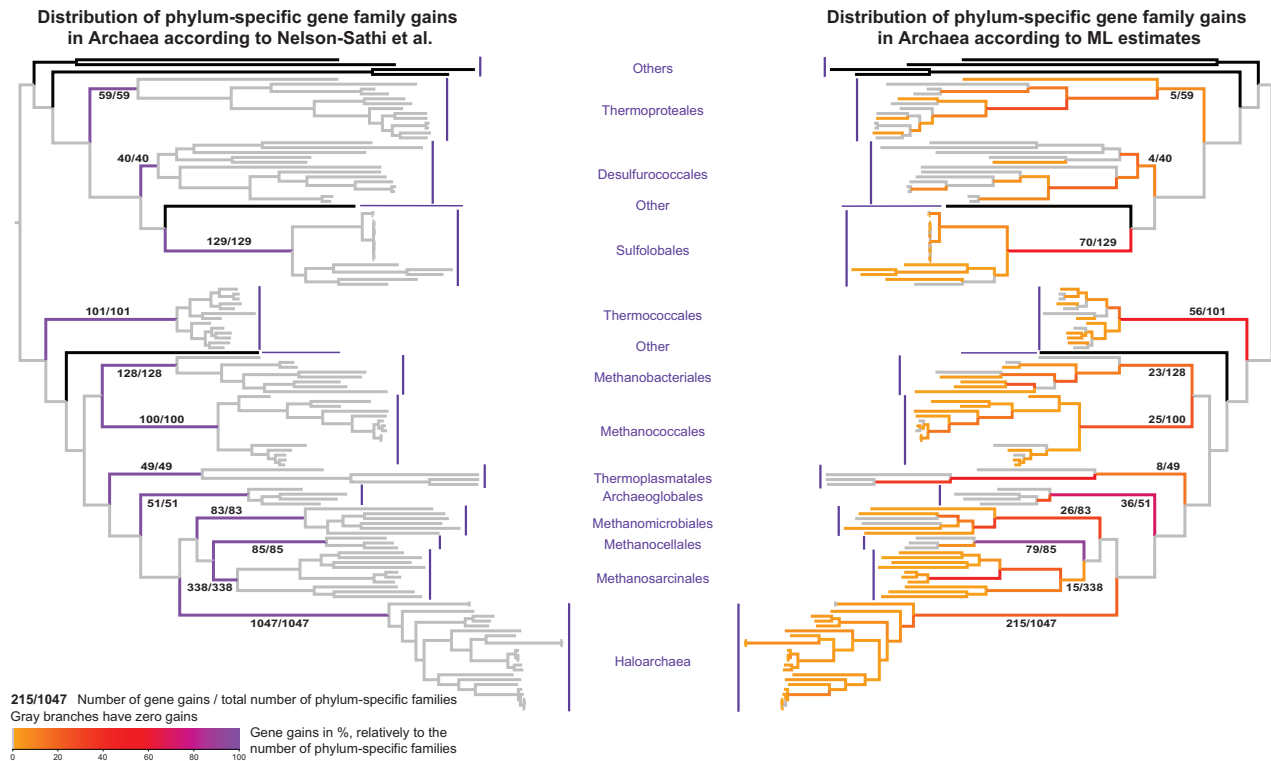 Distribution of phylum-specific gene family gains
in Archaea according to Nelson-Sathi et al.
Distribution of phylum-specific gene family gains
in Archaea according to ML estimates
Others
59/59
Thermoproteales
5/59
40/40
Desulfurococcales
4/40
Other
129/129
Sulfolobales
70/129
101/101
Thermococcales
56/101
Other
128/128
Methanobacteriales
23/128
100/100
Methanococcales
25/100
49/49
Thermoplasmatales
8/49
51/51
Archaeoglobales
36/51
83/83
Methanomicrobiales
26/83
85/85
Methanocellales
79/85
338/338
Methanosarcinales
15/338
1047/1047
215/1047
Haloarchaea
215/1047 Number of gene gains / total number of phylum-specific families
Gray branches have zero gains
Gene gains in %, relatively to the
number of phylum-specific families
0 20 40 60 80 100